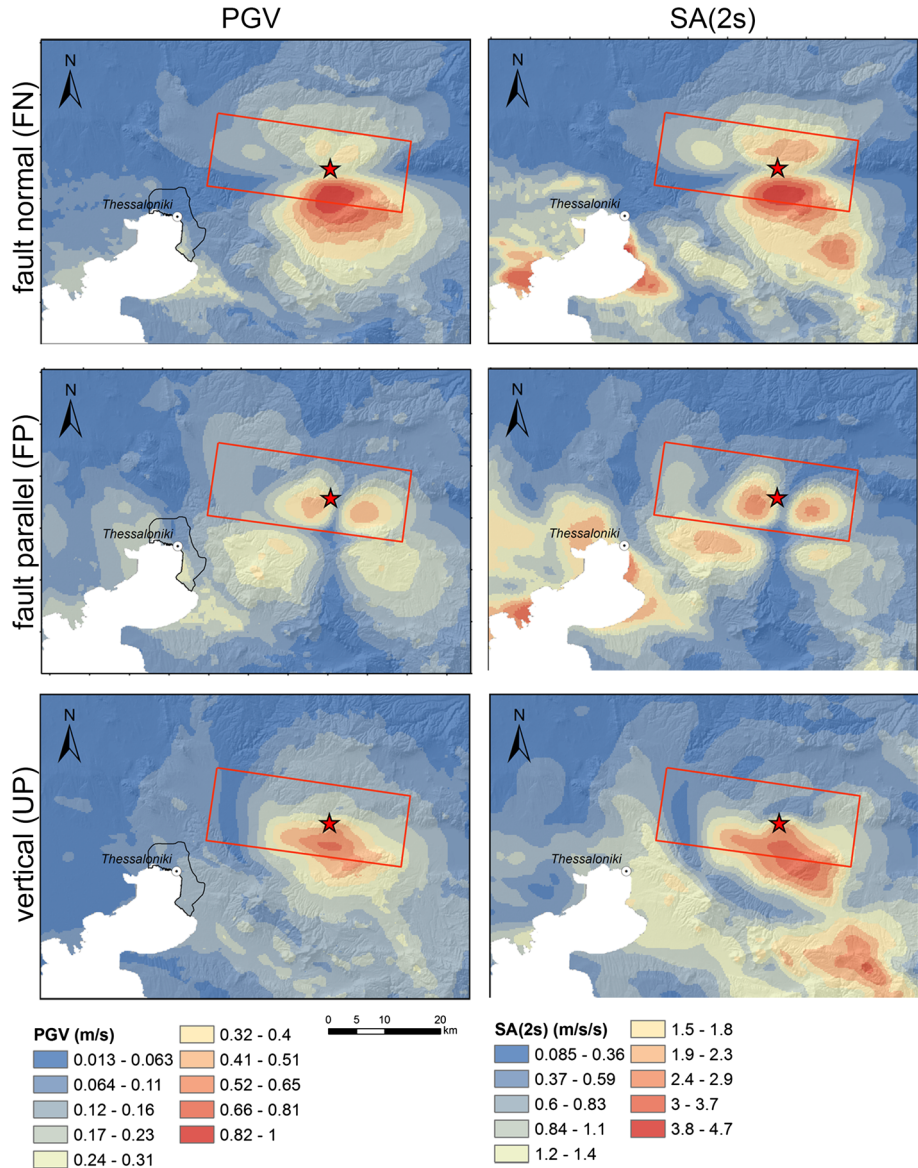 PGV
SA(2s)
fault normal (FN)
N
Thessaloniki
N
Thessaloniki
fault parallel (FP)
N
Thessaloniki
N
Thessaloniki
vertical (UP)
N
Thessaloniki
N
Thessaloniki
PGV (m/s)
0.013 - 0.063
0.064 - 0.11
0.12 - 0.16
0.17 - 0.23
0.24 - 0.31
0.32 - 0.4
0.41 - 0.51
0.52 - 0.65
0.66 - 0.81
0.82 - 1
0 5 10 20
km
SA(2s) (m/s/s)
0.085 - 0.36
0.37 - 0.59
0.6 - 0.83
0.84 - 1.1
1.2 - 1.4
1.5 - 1.8
1.9 - 2.3
2.4 - 2.9
3 - 3.7
3.8 - 4.7